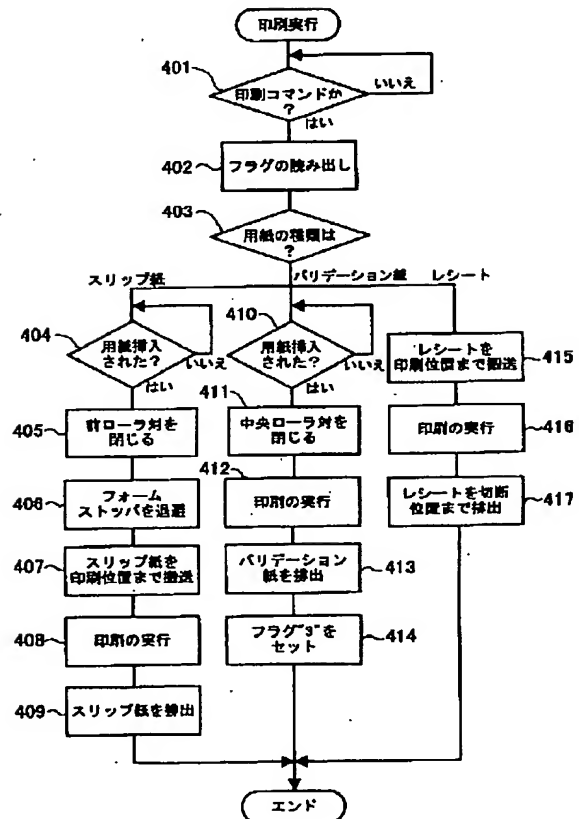 印刷実行
401
印刷コマンドか
?
いいえ
はい
402
フラグの読み出し
403
用紙の種類は
?
スリップ紙
バリデーション紙
レシート
404
用紙挿入
された?
いいえ
はい
405
前ローラ対を
閉じる
406
フォーム
ストッパを退避
407
スリップ紙を
印刷位置まで搬送
408
印刷の実行
409
スリップ紙を排出
410
用紙挿入
された?
いいえ
はい
411
中央ローラ対を
閉じる
412
印刷の実行
バリデーション
紙を排出
413
フラグ"3"を
セット
414
レシートを
印刷位置まで搬送
415
印刷の実行
416
レシートを切断
位置まで排出
417
エンド